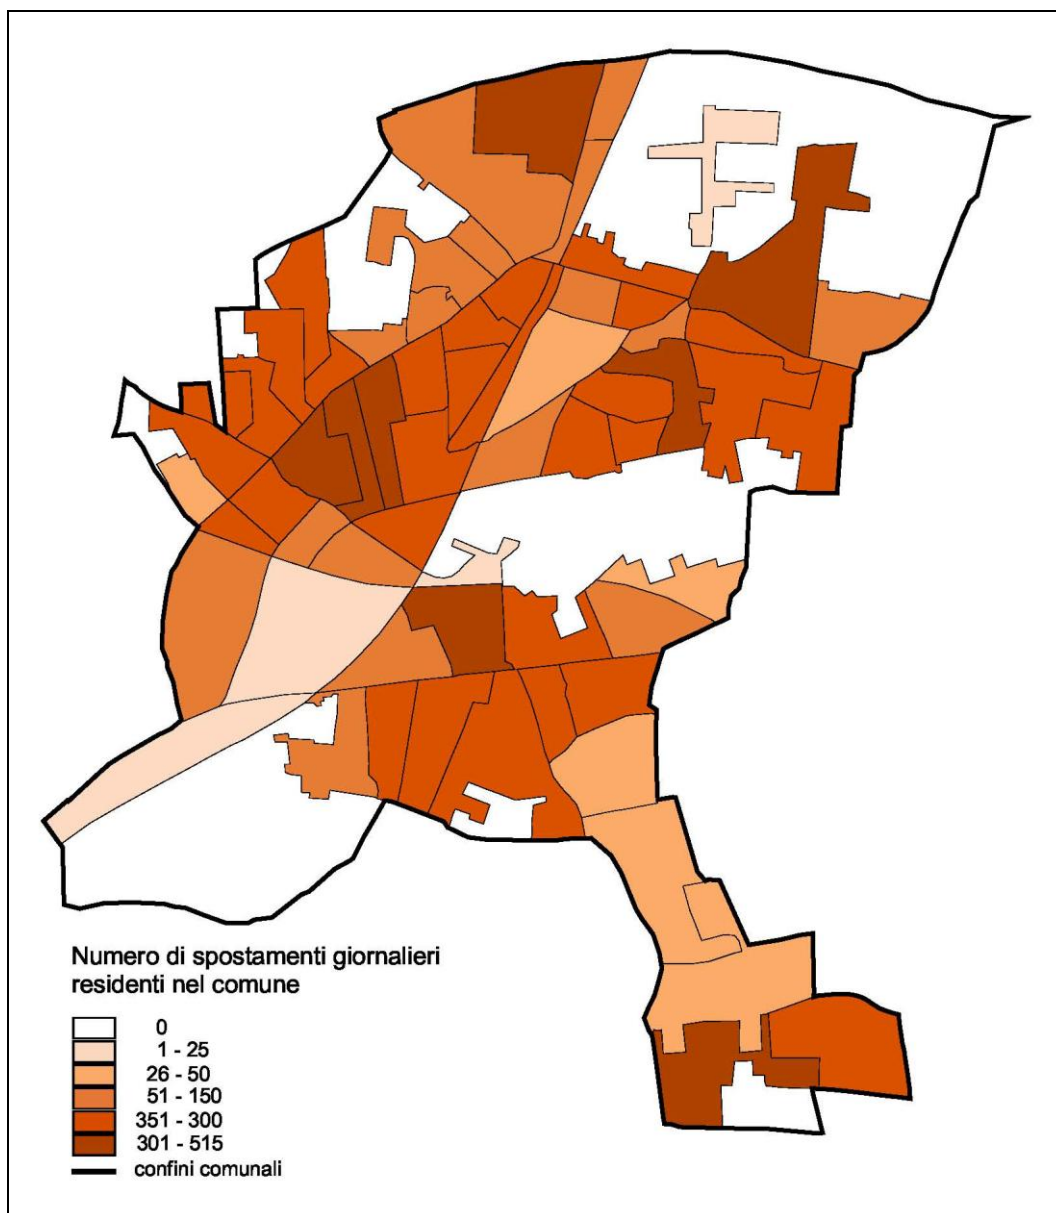 Numero di spostamenti giornalieri
residenti nel comune
0
1 - 25
26 - 50
51 - 150
351 - 300
301 - 515
confini comunali